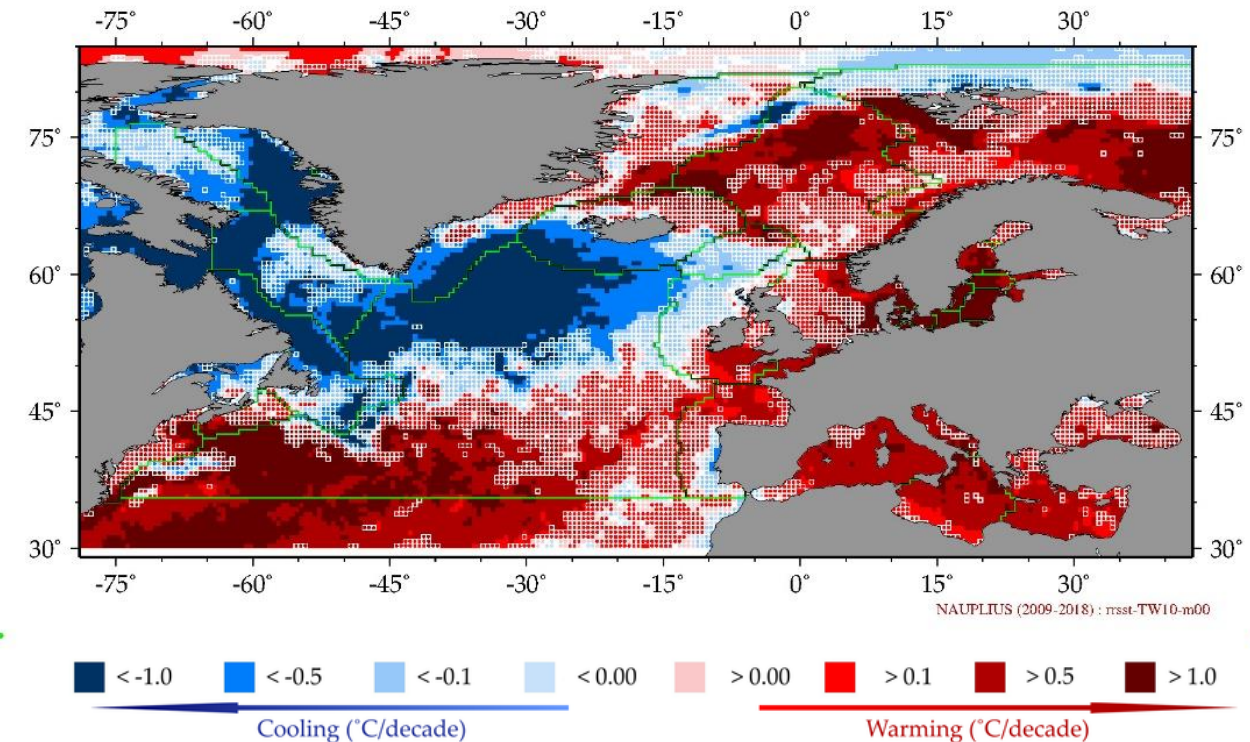 -75° -60° -45° -30° -15° 0° 15° 30°
75° 75°
60° 60°
45° 45°
30° 30°
-75° -60° -45° -30° -15° 0° 15° 30°
NAUPLIUS (2009-2018) : rrsst-TW10-m00
< -1.0 < -0.5 < -0.1 < 0.00 > 0.00 > 0.1 > 0.5 > 1.0
Cooling (˚C/decade) Warming (˚C/decade)